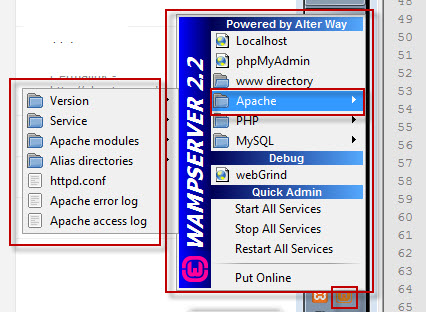 Powered by Alter Way
Localhost
phpMyAdmin
www directory
Apache
PHP
MySQL
Debug
webGrind
Quick Admin
Start All Services
Stop All Services
Restart All Services
Put Online
WAMPSERVER 2.2
Version
Service
Apache modules
Alias directories
httpd.conf
Apache error log
Apache access log
48
49
50
51
52
53
54
55
56
57
58
59
60
61
62
63
64
65